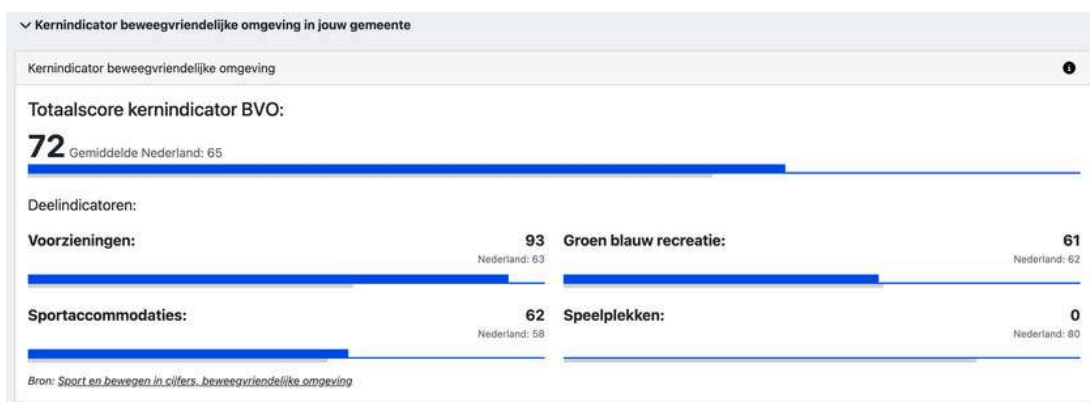 Kernindicator beweegvriendelijke omgeving in jouw gemeente
Kernindicator beweegvriendelijke omgeving
Totaalscore kernindicator BVO:
72 Gemiddelde Nederland: 65
Deelindicatoren:
Voorzieningen: 93
Nederland: 63
Groen blauw recreatie: 61
Nederland: 62
Sportaccommodaties: 62
Nederland: 58
Speelplekken: 0
Nederland: 80
Bron: Sport en bewegen in cijfers, beweegvriendelijke omgeving